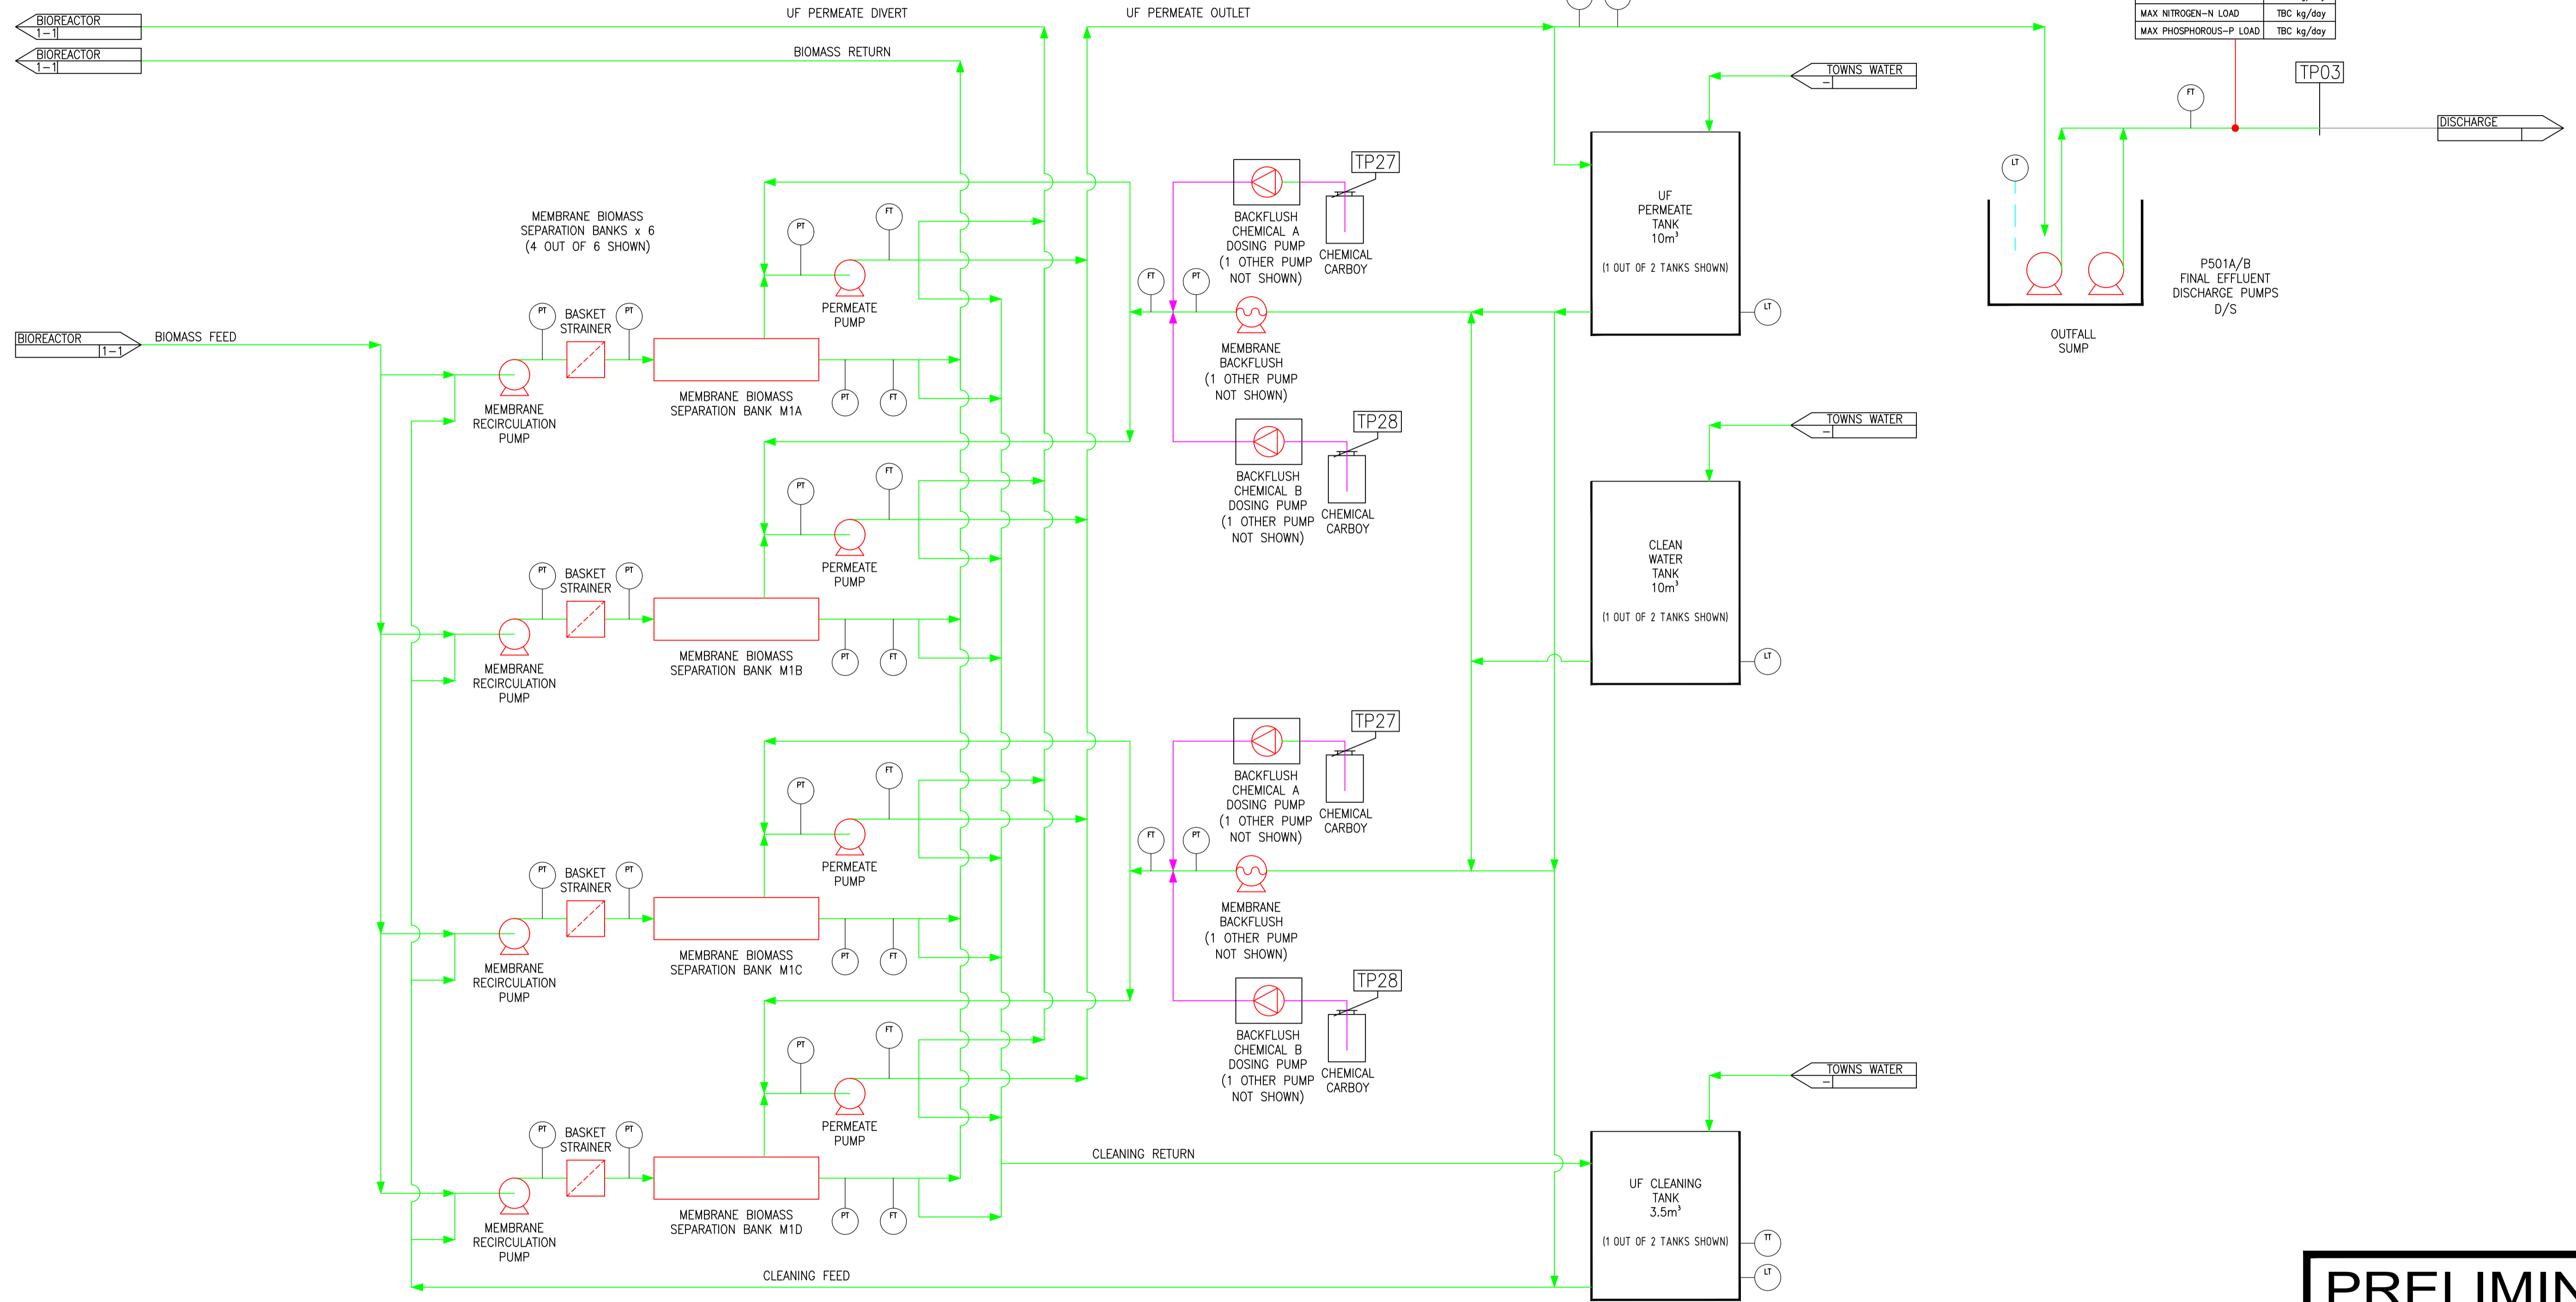 BIOREACTOR
1-1
BIOREACTOR
1-1
UF PERMEATE DIVERT
BIOMASS RETURN
UF PERMEATE OUTLET
MAX NITROGEN-N LOAD TBC kg/day
MAX PHOSPHOROUS-P LOAD TBC kg/day
TOWNS WATER
-
TP03
FT
DISCHARGE
LT
P501A/B
FINAL EFFLUENT
DISCHARGE PUMPS
D/S
OUTFALL
SUMP
MEMBRANE BIOMASS
SEPARATION BANKS x 6
(4 OUT OF 6 SHOWN)
BIOREACTOR
1-1
BIOMASS FEED
PT
BASKET
STRAINER
PT
MEMBRANE
RECIRCULATION
PUMP
MEMBRANE BIOMASS
SEPARATION BANK M1A
PT
FT
PT
FT
PERMEATE
PUMP
TP27
BACKFLUSH
CHEMICAL A
DOSING PUMP
(1 OTHER PUMP
NOT SHOWN)
CHEMICAL
CARBOY
FT
PT
MEMBRANE
BACKFLUSH
(1 OTHER PUMP
NOT SHOWN)
UF
PERMEATE
TANK
10m³
(1 OUT OF 2 TANKS SHOWN)
LT
PT
BASKET
STRAINER
PT
MEMBRANE
RECIRCULATION
PUMP
MEMBRANE BIOMASS
SEPARATION BANK M1B
PT
FT
PT
FT
PERMEATE
PUMP
TP28
BACKFLUSH
CHEMICAL B
DOSING PUMP
(1 OTHER PUMP
NOT SHOWN)
CHEMICAL
CARBOY
TOWNS WATER
-
CLEAN
WATER
TANK
10m³
(1 OUT OF 2 TANKS SHOWN)
LT
PT
BASKET
STRAINER
PT
MEMBRANE
RECIRCULATION
PUMP
MEMBRANE BIOMASS
SEPARATION BANK M1C
PT
FT
PT
FT
PERMEATE
PUMP
TP27
BACKFLUSH
CHEMICAL A
DOSING PUMP
(1 OTHER PUMP
NOT SHOWN)
CHEMICAL
CARBOY
FT
PT
MEMBRANE
BACKFLUSH
(1 OTHER PUMP
NOT SHOWN)
PT
BASKET
STRAINER
PT
MEMBRANE
RECIRCULATION
PUMP
MEMBRANE BIOMASS
SEPARATION BANK M1D
PT
FT
PT
FT
PERMEATE
PUMP
TP28
BACKFLUSH
CHEMICAL B
DOSING PUMP
(1 OTHER PUMP
NOT SHOWN)
CHEMICAL
CARBOY
TOWNS WATER
-
CLEANING RETURN
UF CLEANING
TANK
3.5m³
(1 OUT OF 2 TANKS SHOWN)
TT
LT
CLEANING FEED